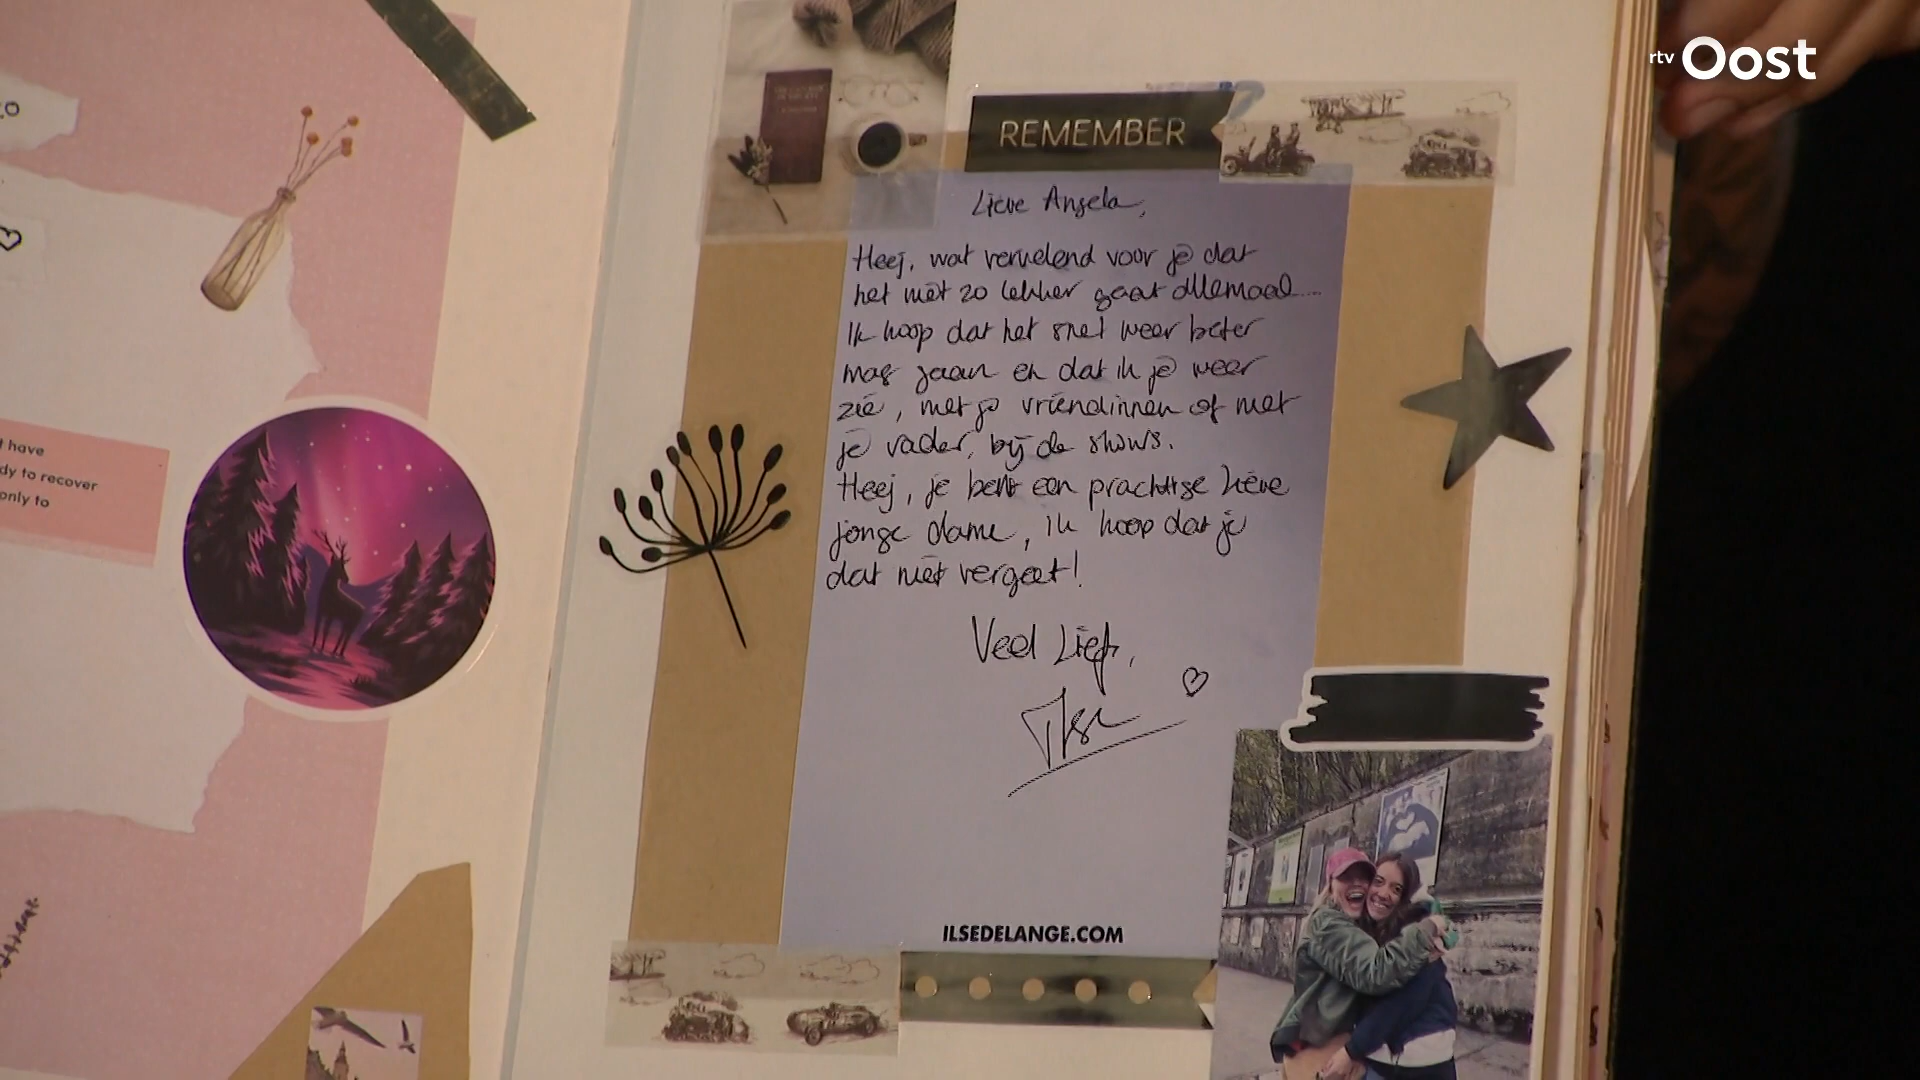 rtv Oost
REMEMBER
Lieve Angela,
Heej, wat vervelend voor je dat
het niet zo lekker gaat allemaal....
Ik hoop dat het snel weer beter
mag gaan en dat ik je weer
zie, met je vriendinnen of met
je vader, bij de shows.
Heej, je bent een prachtige lieve
jonge dame, ik hoop dat je
dat niet vergeet!
Veel Liefs,
Ilse
ILSEDELANGE.COM
have
dy to recover
only to